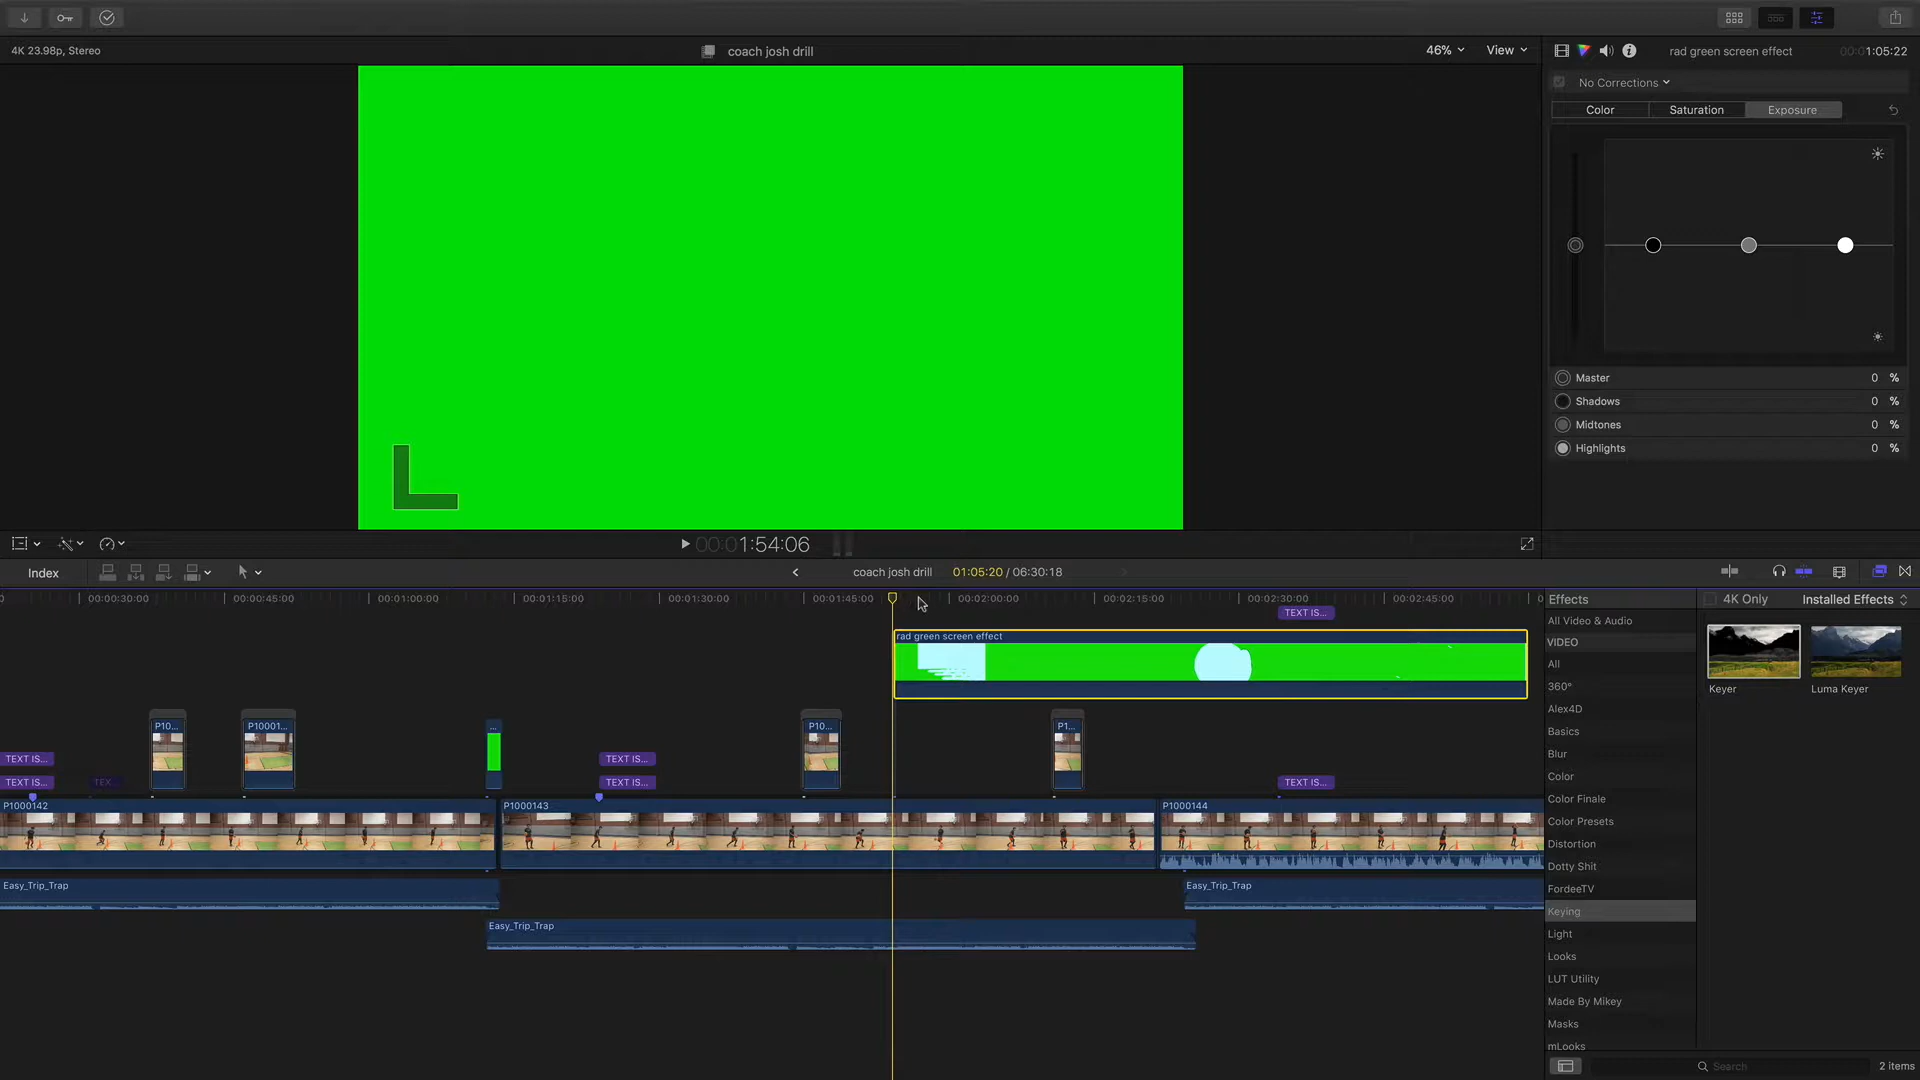 4K 23.98p, Stereo
coach josh drill
46%
View
rad green screen effect
00:01:05:22
No Corrections
Color
Saturation
Exposure
Master
0 %
Shadows
0 %
Midtones
0 %
Highlights
0 %
00:01:54:06
Index
coach josh drill
01:05:20 / 06:30:18
00:00:30:00
00:00:45:00
00:01:00:00
00:01:15:00
00:01:30:00
00:01:45:00
00:02:00:00
00:02:15:00
00:02:30:00
00:02:45:00
TEXT IS...
rad green screen effect
P10...
P10001...
...
P10...
P1...
TEXT IS...
TEXT IS...
TEXT IS...
TEX
TEXT IS...
TEXT IS...
P1000142
P1000143
P1000144
Easy_Trip_Trap
Easy_Trip_Trap
Easy_Trip_Trap
Effects
4K Only
Installed Effects
All Video & Audio
VIDEO
All
360°
Alex4D
Basics
Blur
Color
Color Finale
Color Presets
Distortion
Dotty Shit
FordeeTV
Keying
Light
Looks
LUT Utility
Made By Mikey
Masks
mLooks
Keyer
Luma Keyer
Search
2 items